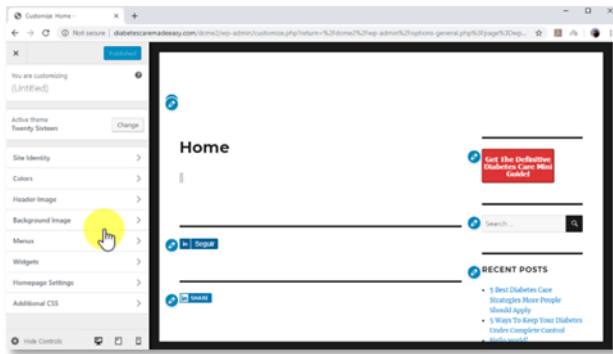 Customize: Home -
Not secure | diabetescaremadeeasy.com/dcme2/wp-admin/customize.php?return=%2Fdcme2%2Fwp-admin%2Foptions-general.php%3Fpage%3Dwp...
Published
You are customizing
(Untitled)
Active theme
Twenty Sixteen
Change
Site Identity
Colors
Header Image
Background Image
Menus
Widgets
Homepage Settings
Additional CSS
Hide Controls
Home
in Seguir
in SHARE
Get The Definitive
Diabetes Care Mini
Guide!
Search ...
RECENT POSTS
5 Best Diabetes Care
Strategies More People
Should Apply
5 Ways To Keep Your Diabetes
Under Complete Control
Hello world!